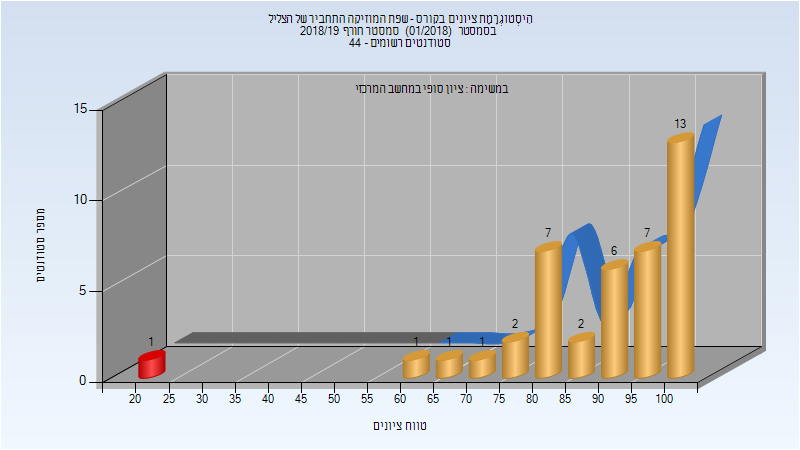 היסטוגרמת ציונים בקורס - שפת המוזיקה התחביר של הצליל
בסמסטר (01/2018) סמסטר חורף 2018/19
סטודנטים רשומים - 44
במשימה : ציון סופי במחשב המרכזי
מספר סטודנטים
15
10
5
0
1
1
1
1
2
7
2
6
7
13
20 25 30 35 40 45 50 55 60 65 70 75 80 85 90 95 100
טווח ציונים